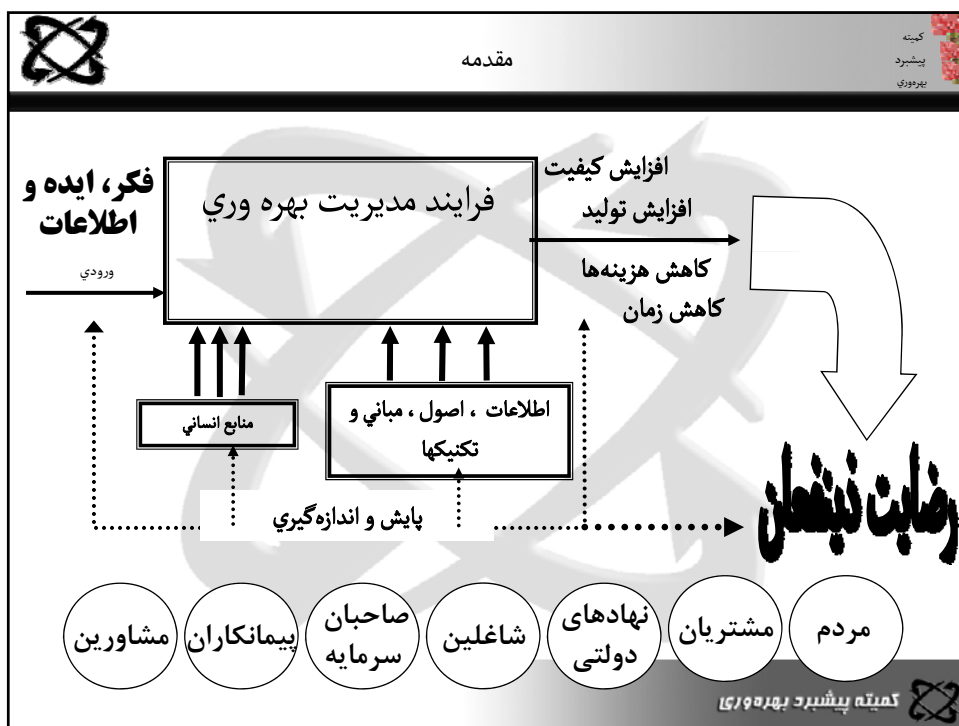 کمیته
پیشبرد
بهره‌وري
مقدمه
فکر، ایده و
اطلاعات
ورودي
فرایند مدیریت بهره وري
افزایش کیفیت
افزایش تولید
کاهش هزینه‌ها
کاهش زمان
منابع انساني
اطلاعات ، اصول ، مباني و
تکنیکها
پایش و اندازه‌گیري
رضایت ذینفعان
مردم
مشتریان
نهادهای
دولتی
شاغلین
صاحبان
سرمایه
پیمانکاران
مشاورین
کمیته پیشبرد بهره‌وری